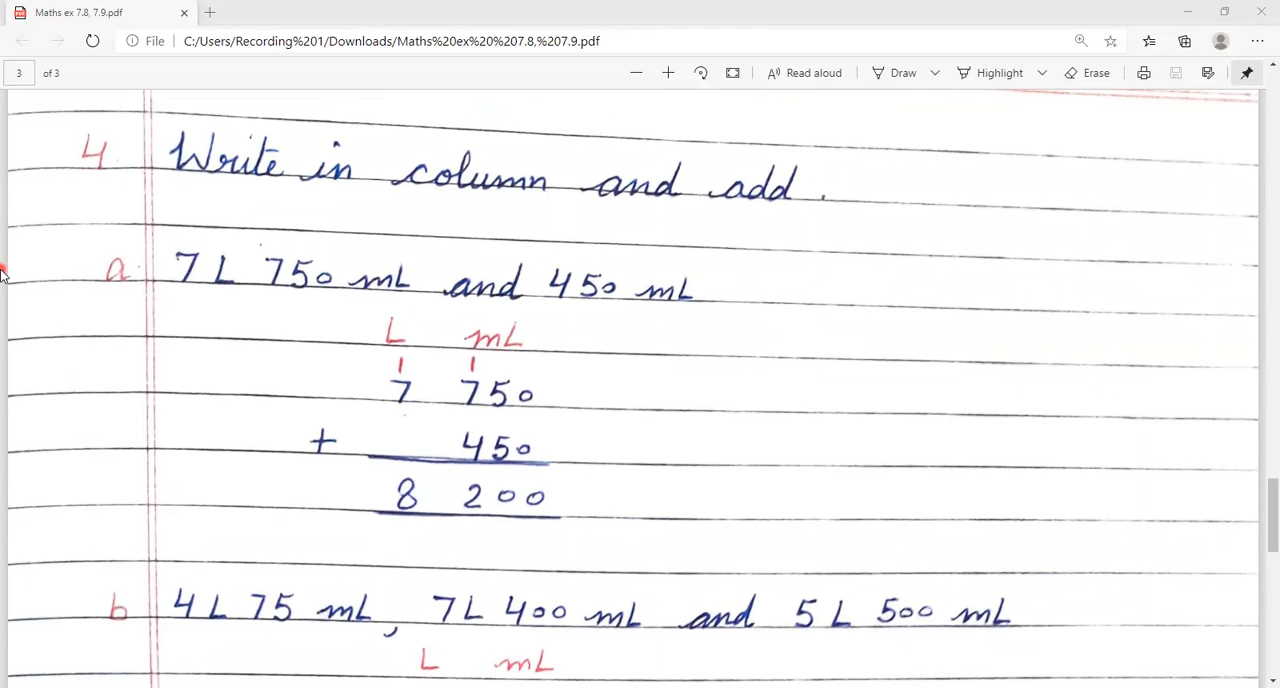 Maths ex 7.8, 7.9.pdf
File C:/Users/Recording%201/Downloads/Maths%20ex%20%207.8,%207.9.pdf
3 of 3 Read aloud Draw Highlight Erase
4 Write in column and add.
a 7 L 750 mL and 450 mL
L mL
1 1
7 750
+ 450
8 200
b 4 L 75 mL, 7 L 400 mL and 5 L 500 mL
L mL